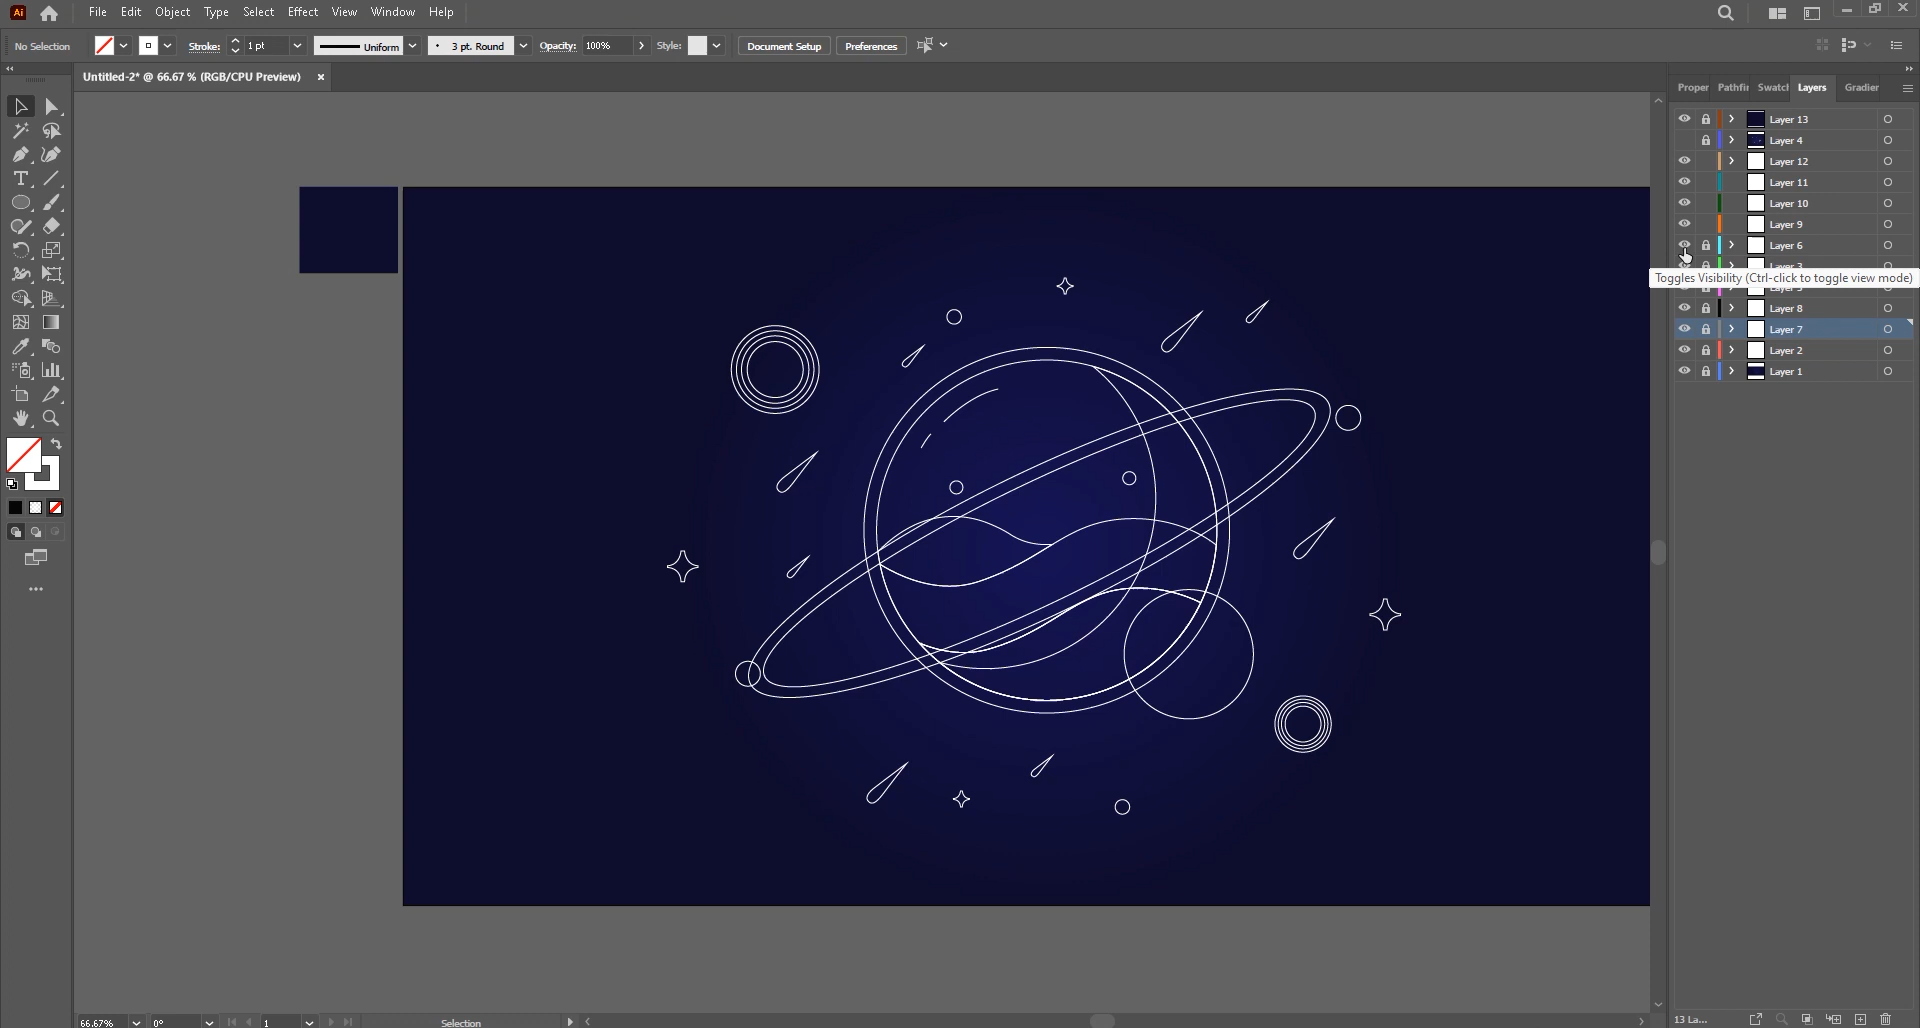 Ai File Edit Object Type Select Effect View Window Help
No Selection Stroke: 1 pt Uniform 3 pt. Round Opacity: 100% Style: Document Setup Preferences
Untitled-2* @ 66.67 % (RGB/CPU Preview) ×
Proper Pathfi Swatcl Layers Gradier
Layer 13
Layer 4
Layer 12
Layer 11
Layer 10
Layer 9
Layer 6
Layer 3
Toggles Visibility (Ctrl-click to toggle view mode)
Layer 8
Layer 7
Layer 2
Layer 1
66.67% 0° 1 Selection
13 La...